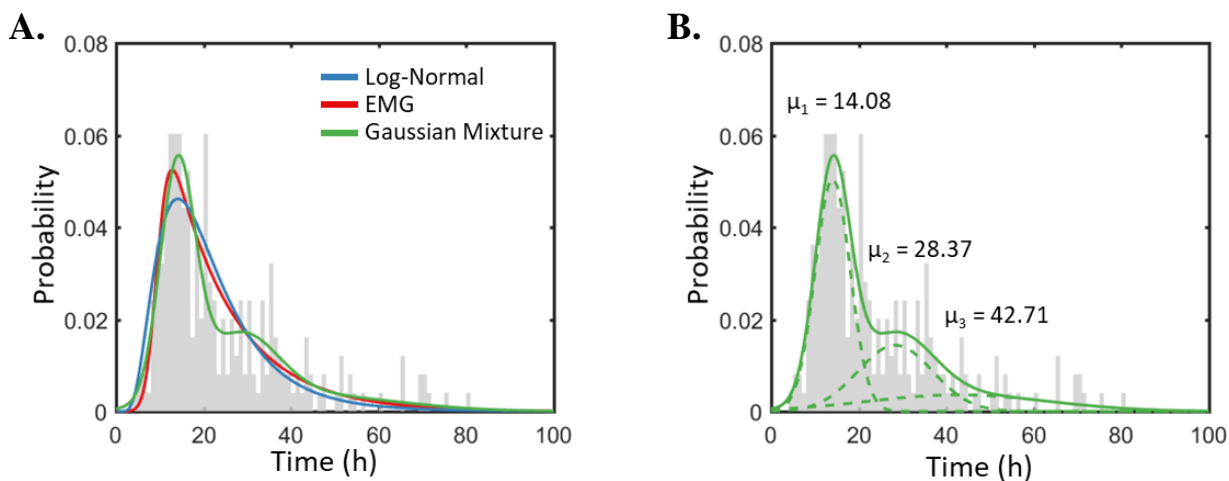 A.
0.08
0.06
0.04
0.02
0
Probability
Log-Normal
EMG
Gaussian Mixture
0 20 40 60 80 100
Time (h)
B.
0.08
0.06
0.04
0.02
0
Probability
μ₁ = 14.08
μ₂ = 28.37
μ₃ = 42.71
0 20 40 60 80 100
Time (h)